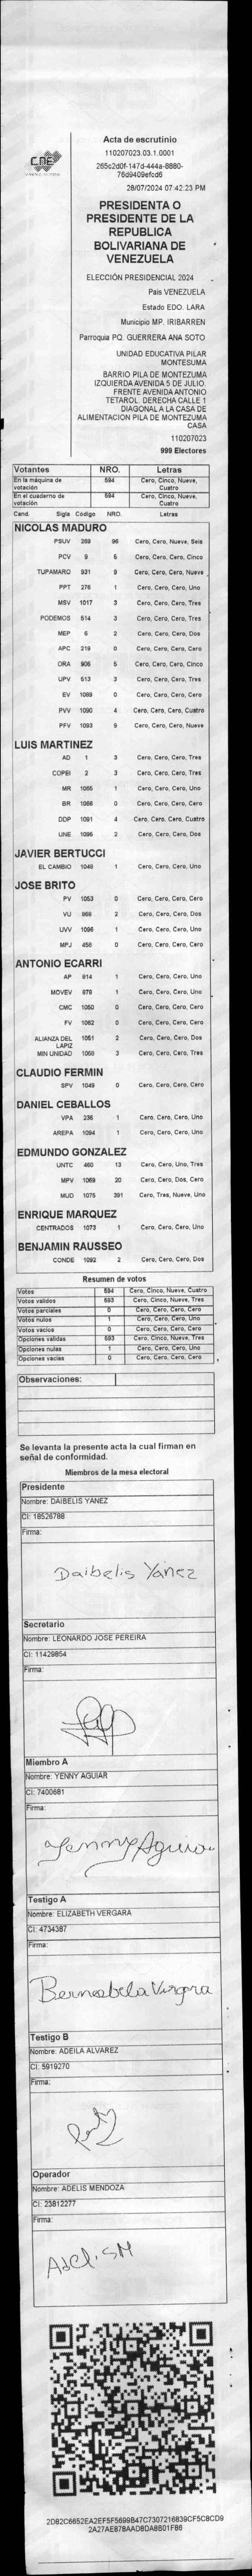 CNE
Acta de escrutinio
110207023.03.1.0001
265c2d0f-147d-444a-8880-
76d9409efcd6
28/07/2024 07:42:23 PM
PRESIDENTA O
PRESIDENTE DE LA
REPUBLICA
BOLIVARIANA DE
VENEZUELA
ELECCIÓN PRESIDENCIAL 2024
Pais VENEZUELA
Estado EDO. LARA
Municipio MP. IRIBARREN
Parroquia PQ. GUERRERA ANA SOTO
UNIDAD EDUCATIVA PILAR
MONTESUMA
BARRIO PILA DE MONTEZUMA
IZQUIERDA AVENIDA 5 DE JULIO.
FRENTE AVENIDA ANTONIO
TETAROL DERECHA CALLE 1
DIAGONAL A LA CASA DE
ALIMENTACION PILA DE MONTEZUMA
CASA
110207023
999 Electores
Votantes NRO. Letras
En la máquina de votación 594 Cero, Cinco, Nueve, Cuatro
En el cuaderno de votación 594 Cero, Cinco, Nueve, Cuatro
Cand. Sigla Código NRO. Letras
NICOLAS MADURO
PSUV 269 96 Cero, Cero, Nueve, Seis
PCV 9 5 Cero, Cero, Cero, Cinco
TUPAMARO 931 9 Cero, Cero, Cero, Nueve
PPT 276 1 Cero, Cero, Cero, Uno
MSV 1017 3 Cero, Cero, Cero, Tres
PODEMOS 514 3 Cero, Cero, Cero, Tres
MEP 6 2 Cero, Cero, Cero, Dos
APC 219 0 Cero, Cero, Cero, Cero
ORA 906 5 Cero, Cero, Cero, Cinco
UPV 513 3 Cero, Cero, Cero, Tres
EV 1089 0 Cero, Cero, Cero, Cero
PVV 1090 4 Cero, Cero, Cero, Cuatro
PFV 1093 9 Cero, Cero, Cero, Nueve
LUIS MARTINEZ
AD 1 3 Cero, Cero, Cero, Tres
COPEI 2 3 Cero, Cero, Cero, Tres
MR 1065 1 Cero, Cero, Cero, Uno
BR 1066 0 Cero, Cero, Cero, Cero
DDP 1091 4 Cero, Cero, Cero, Cuatro
UNE 1095 2 Cero, Cero, Cero, Dos
JAVIER BERTUCCI
EL CAMBIO 1048 1 Cero, Cero, Cero, Uno
JOSE BRITO
PV 1053 0 Cero, Cero, Cero, Cero
VU 868 2 Cero, Cero, Cero, Dos
UVV 1096 1 Cero, Cero, Cero, Uno
MPJ 458 0 Cero, Cero, Cero, Cero
ANTONIO ECARRI
AP 814 1 Cero, Cero, Cero, Uno
MOVEV 878 1 Cero, Cero, Cero, Uno
CMC 1050 0 Cero, Cero, Cero, Cero
FV 1062 0 Cero, Cero, Cero, Cero
ALIANZA DEL LAPIZ 1051 2 Cero, Cero, Cero, Dos
MIN UNIDAD 1068 3 Cero, Cero, Cero, Tres
CLAUDIO FERMIN
SPV 1049 0 Cero, Cero, Cero, Cero
DANIEL CEBALLOS
VPA 236 1 Cero, Cero, Cero, Uno
AREPA 1094 1 Cero, Cero, Cero, Uno
EDMUNDO GONZALEZ
UNTC 460 13 Cero, Cero, Uno, Tres
MPV 1069 20 Cero, Cero, Dos, Cero
MUD 1075 391 Cero, Tres, Nueve, Uno
ENRIQUE MARQUEZ
CENTRADOS 1073 1 Cero, Cero, Cero, Uno
BENJAMIN RAUSSEO
CONDE 1092 2 Cero, Cero, Cero, Dos
Resumen de votos
Votos 594 Cero, Cinco, Nueve, Cuatro
Votos validos 593 Cero, Cinco, Nueve, Tres
Votos parciales 0 Cero, Cero, Cero, Cero
Votos nulos 1 Cero, Cero, Cero, Uno
Votos vacios 0 Cero, Cero, Cero, Cero
Opciones validas 593 Cero, Cinco, Nueve, Tres
Opciones nulas 1 Cero, Cero, Cero, Uno
Opciones vacias 0 Cero, Cero, Cero, Cero
Observaciones:
Se levanta la presente acta la cual firman en
señal de conformidad.
Miembros de la mesa electoral
Presidente
Nombre: DAIBELIS YANEZ
CI: 18526788
Firma:
Daibelis Yanez
Secretario
Nombre: LEONARDO JOSE PEREIRA
CI: 11429854
Firma:
Miembro A
Nombre: YENNY AGUIAR
CI: 7400681
Firma:
Yenny Aguiar
Testigo A
Nombre: ELIZABETH VERGARA
CI: 4734387
Firma:
Bernabela Vergara
Testigo B
Nombre: ADEILA ALVAREZ
CI: 5919270
Firma:
Operador
Nombre: ADELIS MENDOZA
CI: 23812277
Firma:
Adelis M
2D82C6652EA2EF5F5699B47C7307216839CF5C8CD9
2A27AE878AAD8DA8B01FB6